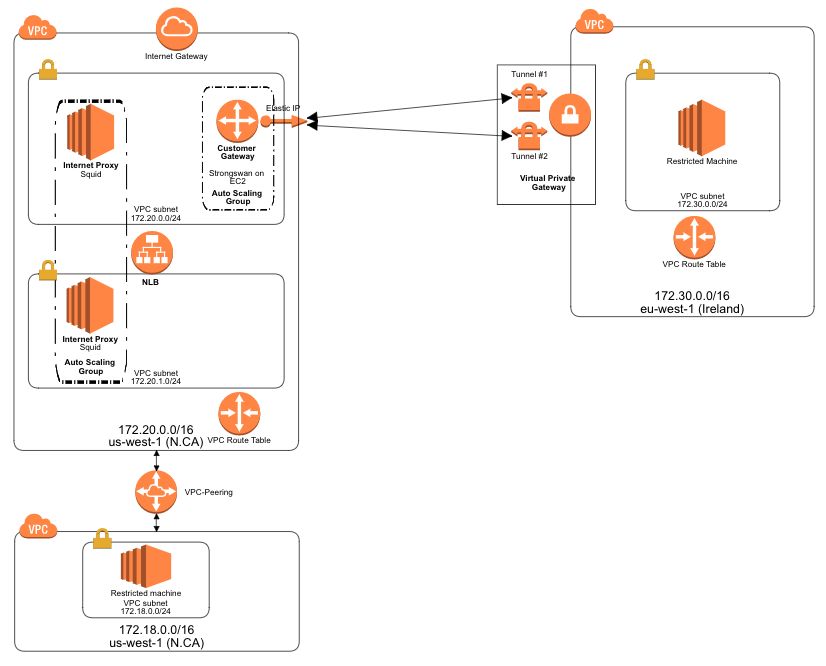 VPC
Internet Gateway
Elastic IP
Internet Proxy
Squid
Customer
Gateway
Strongswan on
EC2
Auto Scaling
Group
VPC subnet
172.20.0.0/24
NLB
Internet Proxy
Squid
Auto Scaling
Group
VPC subnet
172.20.1.0/24
172.20.0.0/16
us-west-1 (N.CA)
VPC Route Table
VPC-Peering
VPC
Restricted machine
VPC subnet
172.18.0.0/24
172.18.0.0/16
us-west-1 (N.CA)
Tunnel #1
Tunnel #2
Virtual Private
Gateway
VPC
Restricted Machine
VPC subnet
172.30.0.0/24
VPC Route Table
172.30.0.0/16
eu-west-1 (Ireland)